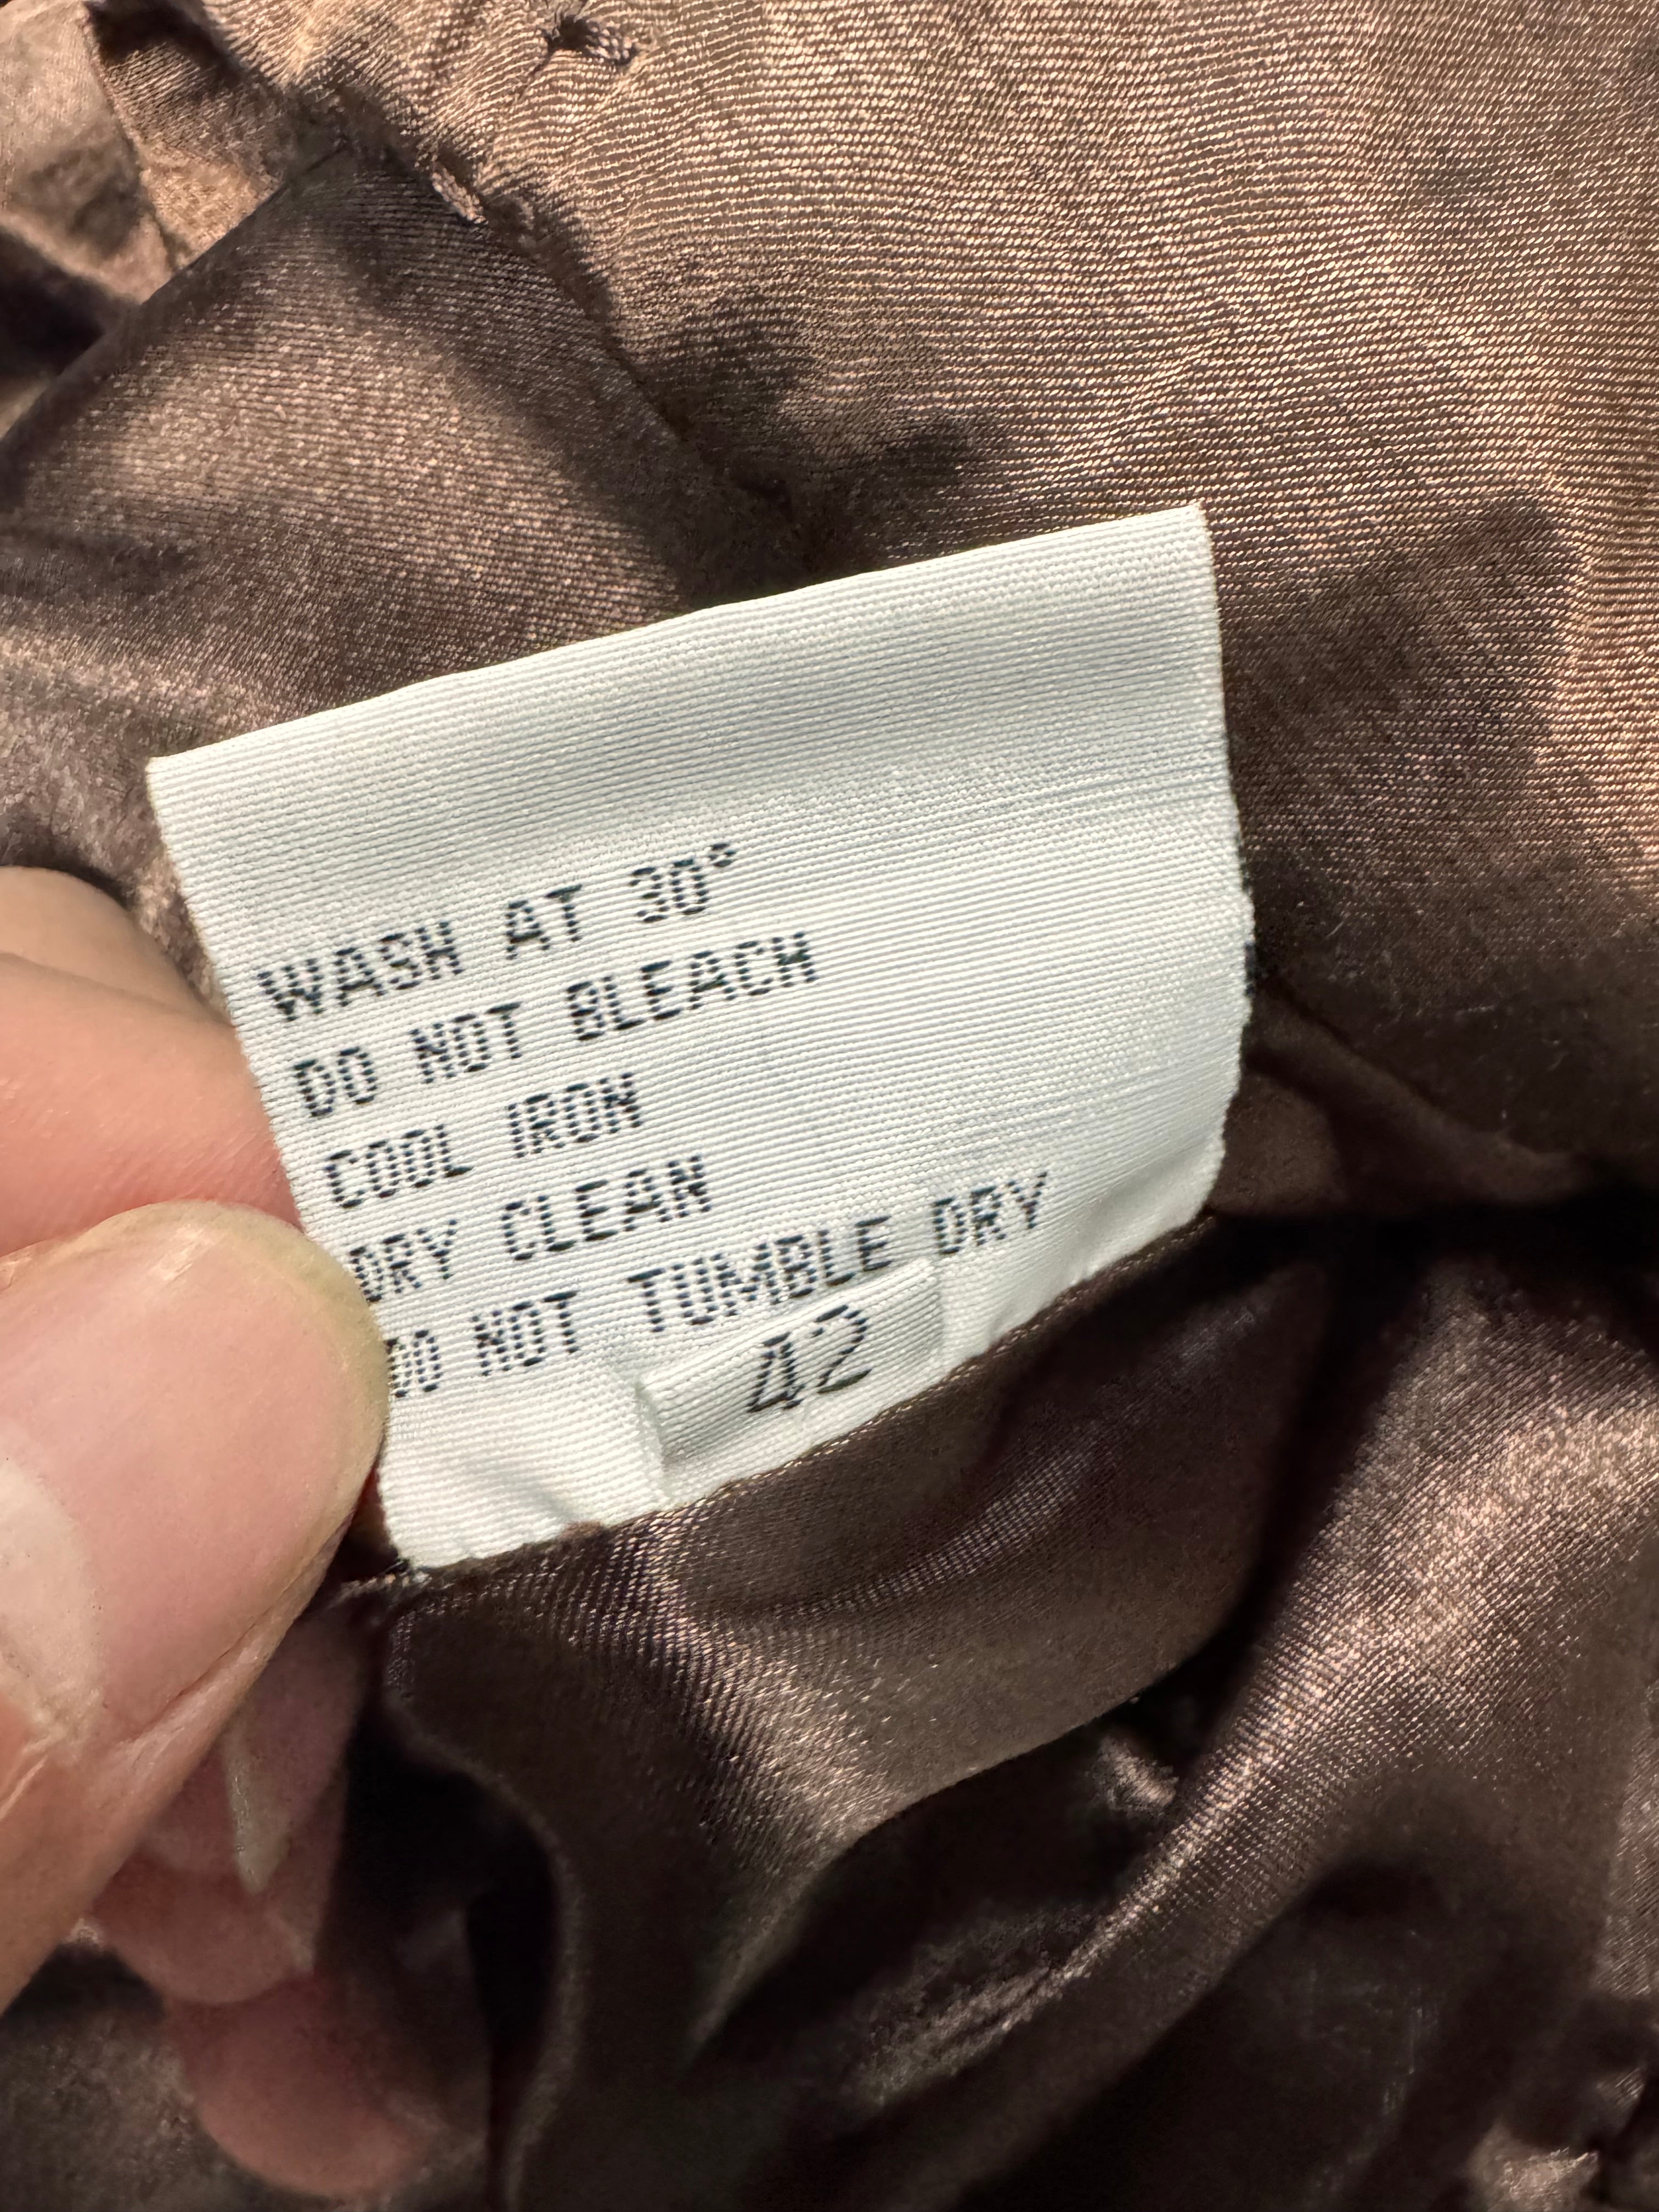 WASH AT 30°
DO NOT BLEACH
COOL IRON
DRY CLEAN
DO NOT TUMBLE DRY
42